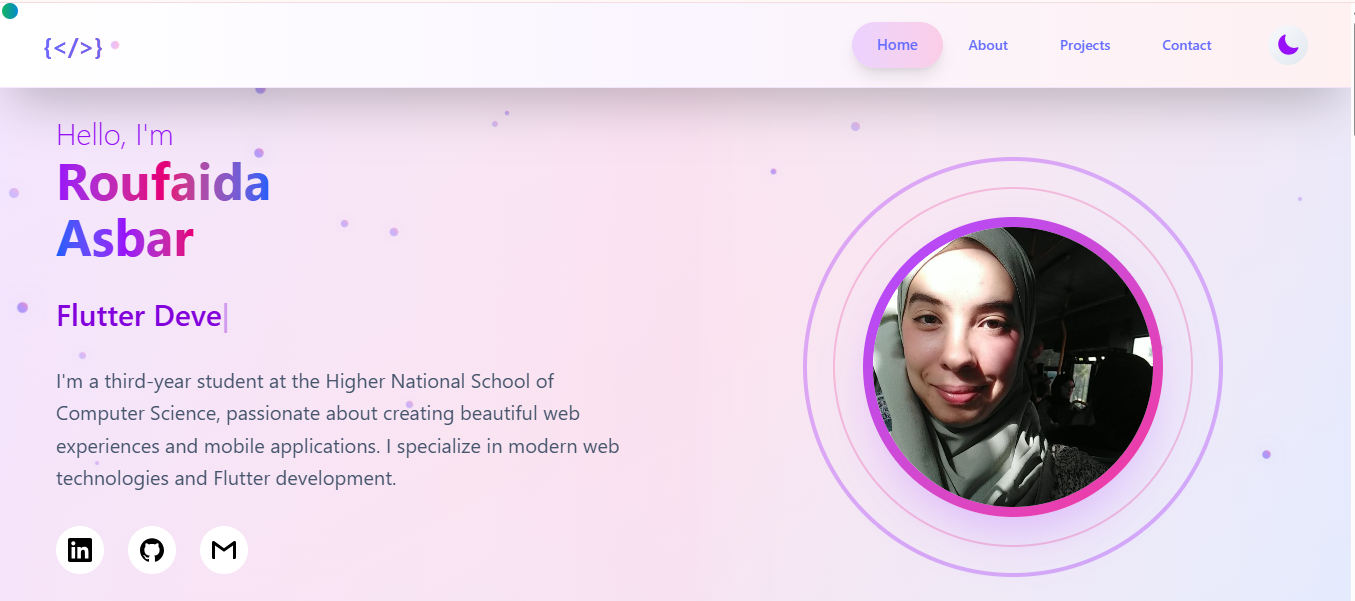 {</>}
Home About Projects Contact
Hello, I'm
Roufaida
Asbar
Flutter Deve|
I'm a third-year student at the Higher National School of
Computer Science, passionate about creating beautiful web
experiences and mobile applications. I specialize in modern web
technologies and Flutter development.
in